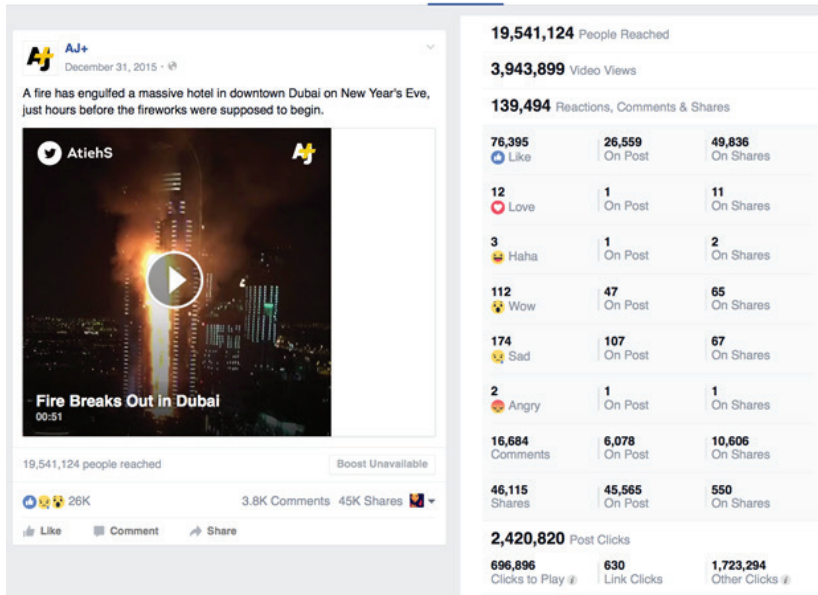 AJ+
December 31, 2015
A fire has engulfed a massive hotel in downtown Dubai on New Year's Eve,
just hours before the fireworks were supposed to begin.
AtiehS
AJ+
Fire Breaks Out in Dubai
00:51
19,541,124 people reached
Boost Unavailable
26K
3.8K Comments 45K Shares
Like Comment Share
19,541,124 People Reached
3,943,899 Video Views
139,494 Reactions, Comments & Shares
76,395 26,559 49,836
Like On Post On Shares
12 1 11
Love On Post On Shares
3 1 2
Haha On Post On Shares
112 47 65
Wow On Post On Shares
174 107 67
Sad On Post On Shares
2 1 1
Angry On Post On Shares
16,684 6,078 10,606
Comments On Post On Shares
46,115 45,565 550
Shares On Post On Shares
2,420,820 Post Clicks
696,896 630 1,723,294
Clicks to Play Link Clicks Other Clicks